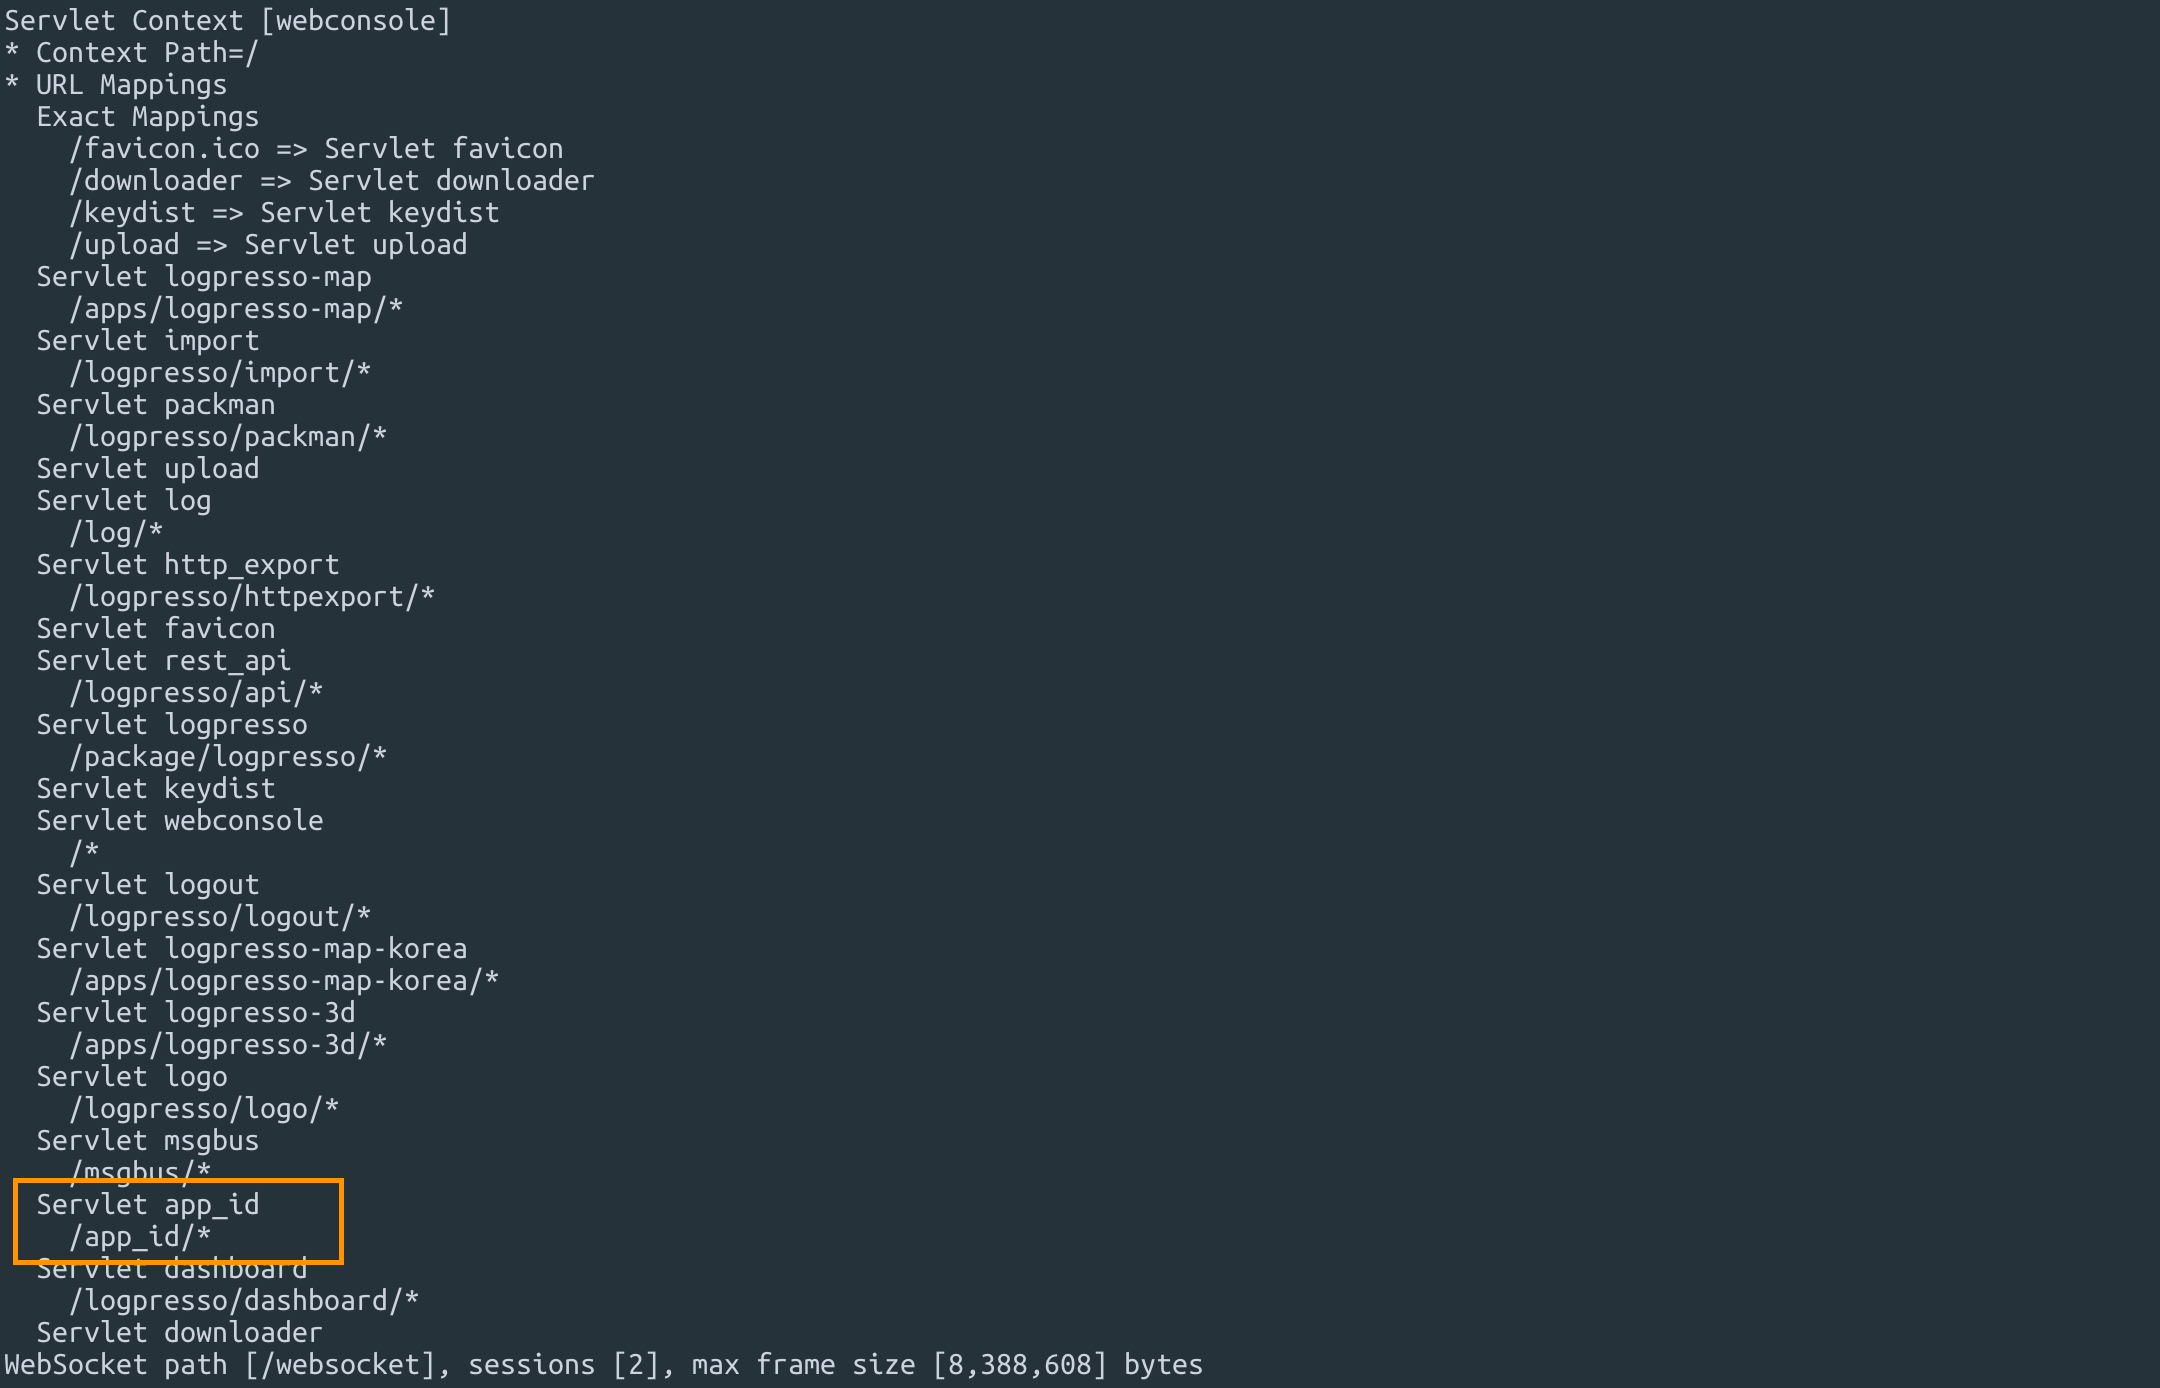 Servlet Context [webconsole]
* Context Path=/
* URL Mappings
  Exact Mappings
    /favicon.ico => Servlet favicon
    /downloader => Servlet downloader
    /keydist => Servlet keydist
    /upload => Servlet upload
  Servlet logpresso-map
    /apps/logpresso-map/*
  Servlet import
    /logpresso/import/*
  Servlet packman
    /logpresso/packman/*
  Servlet upload
  Servlet log
    /log/*
  Servlet http_export
    /logpresso/httpexport/*
  Servlet favicon
  Servlet rest_api
    /logpresso/api/*
  Servlet logpresso
    /package/logpresso/*
  Servlet keydist
  Servlet webconsole
    /*
  Servlet logout
    /logpresso/logout/*
  Servlet logpresso-map-korea
    /apps/logpresso-map-korea/*
  Servlet logpresso-3d
    /apps/logpresso-3d/*
  Servlet logo
    /logpresso/logo/*
  Servlet msgbus
    /msgbus/*
  Servlet app_id
    /app_id/*
  Servlet dashboard
    /logpresso/dashboard/*
  Servlet downloader
WebSocket path [/websocket], sessions [2], max frame size [8,388,608] bytes